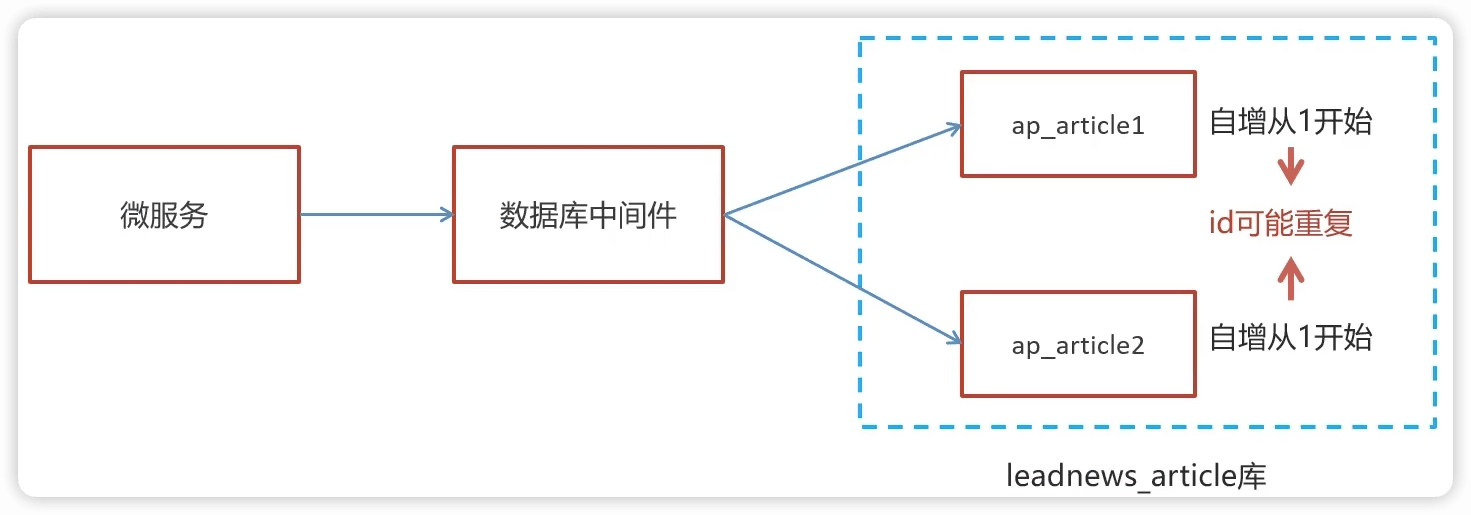 微服务
数据库中间件
ap_article1
自增从1开始
id可能重复
ap_article2
自增从1开始
leadnews_article库